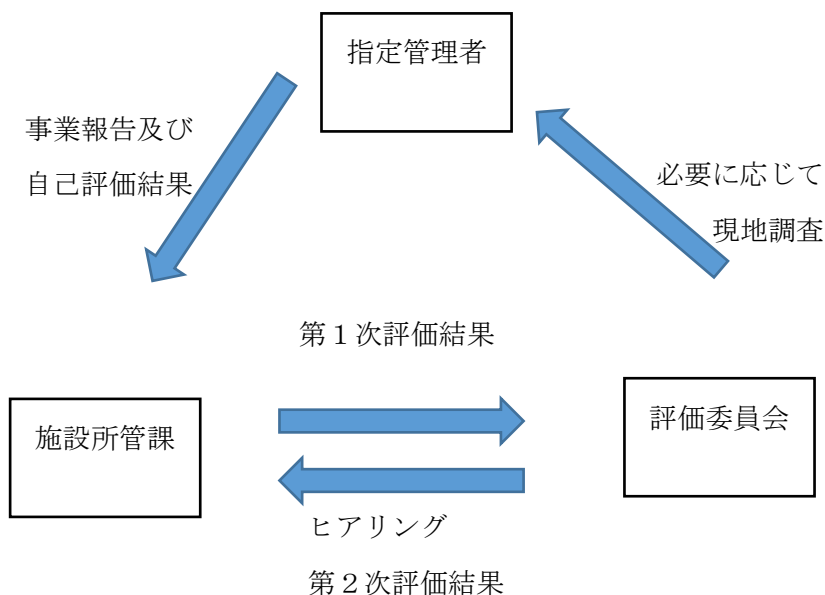 指定管理者
事業報告及び
自己評価結果
必要に応じて
現地調査
第１次評価結果
施設所管課
評価委員会
ヒアリング
第２次評価結果